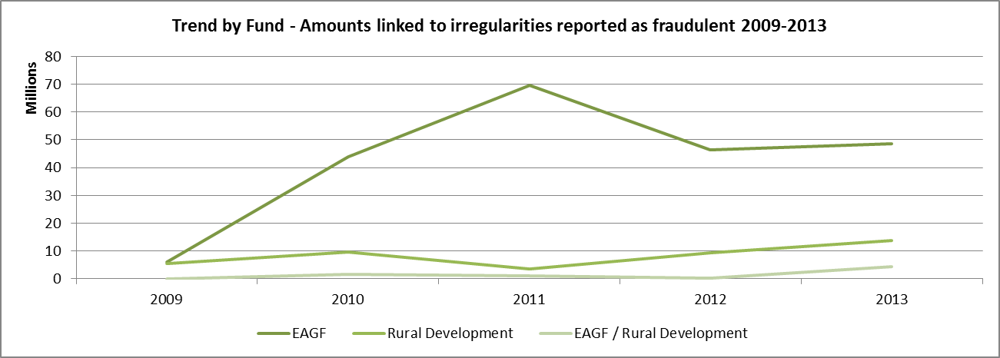 Trend by Fund - Amounts linked to irregularities reported as fraudulent 2009-2013
Millions
80
70
60
50
40
30
20
10
0
2009 2010 2011 2012 2013
EAGF Rural Development EAGF / Rural Development